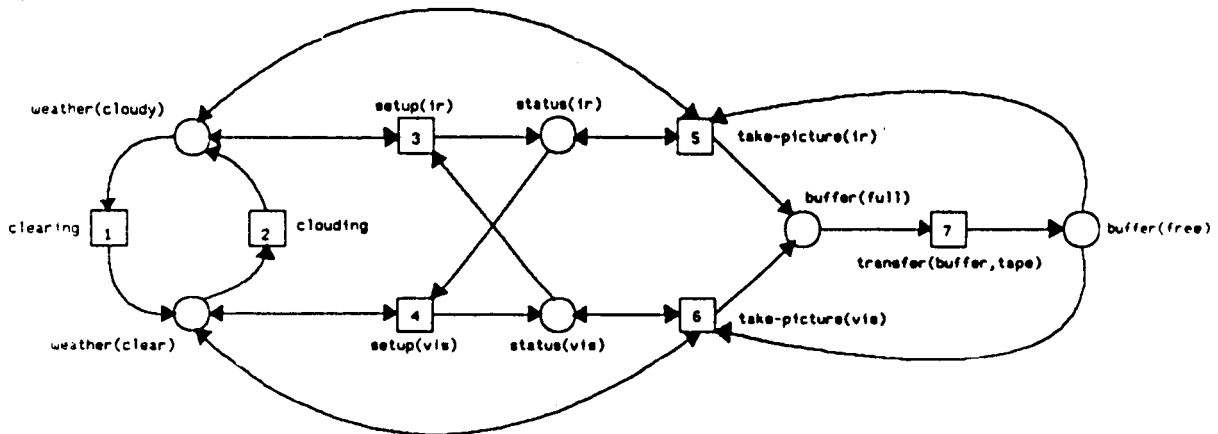 setup(ir)
status(ir)
weather(cloudy)
3
5
take-picture(ir)
buffer(full)
clearing
1
2
clouding
7
buffer(free)
transfer(buffer,tape)
4
6
take-picture(vis)
weather(clear)
setup(vis)
status(vis)